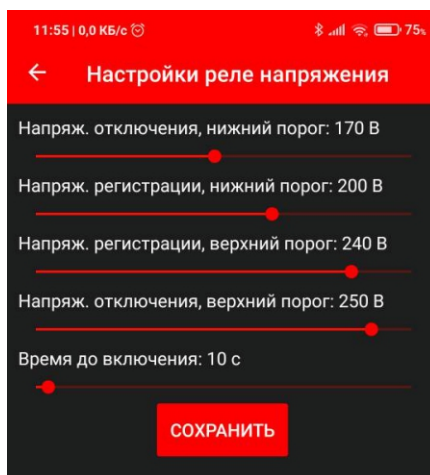 11:55 | 0,0 КБ/с
75%
Настройки реле напряжения
Напряж. отключения, нижний порог: 170 В
Напряж. регистрации, нижний порог: 200 В
Напряж. регистрации, верхний порог: 240 В
Напряж. отключения, верхний порог: 250 В
Время до включения: 10 с
СОХРАНИТЬ